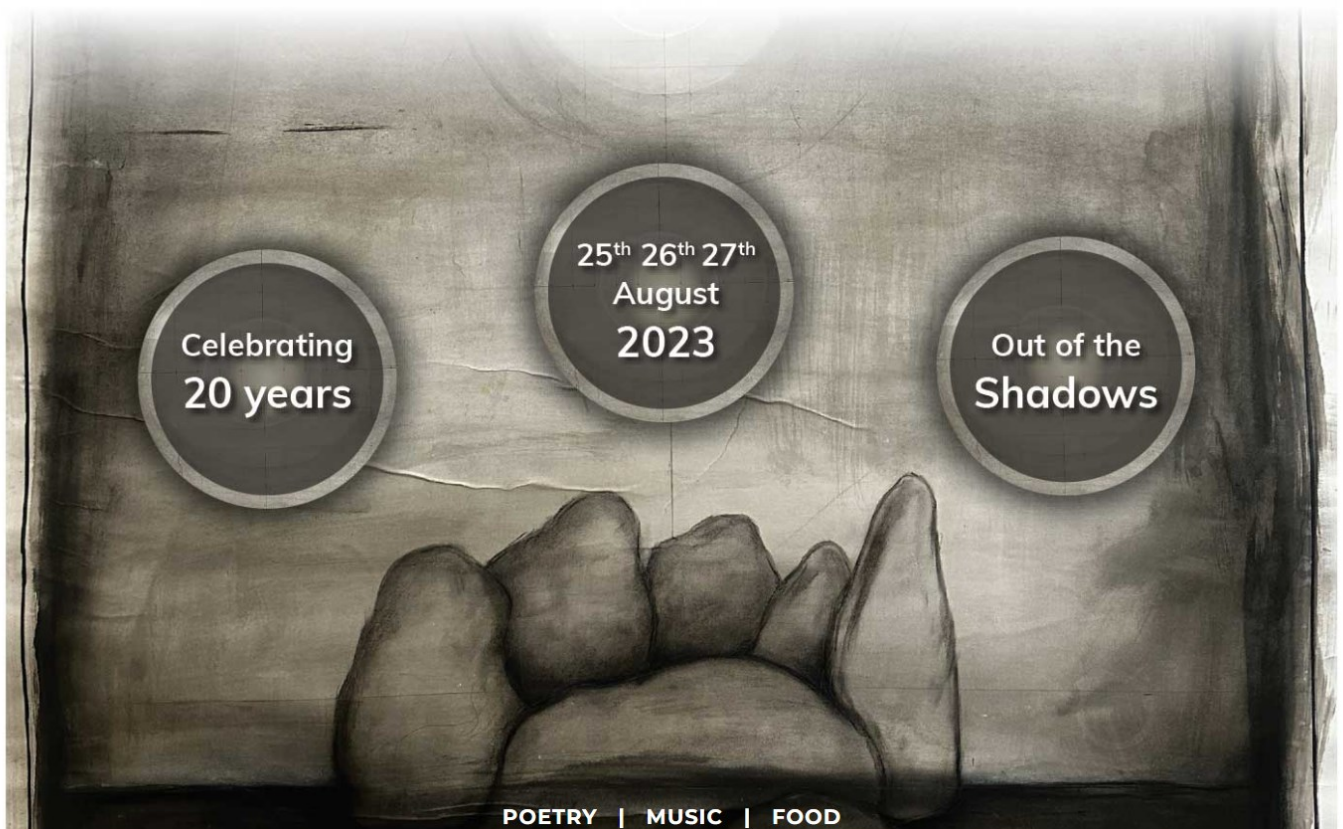 Celebrating
20 years
25th 26th 27th
August
2023
Out of the
Shadows
POETRY | MUSIC | FOOD